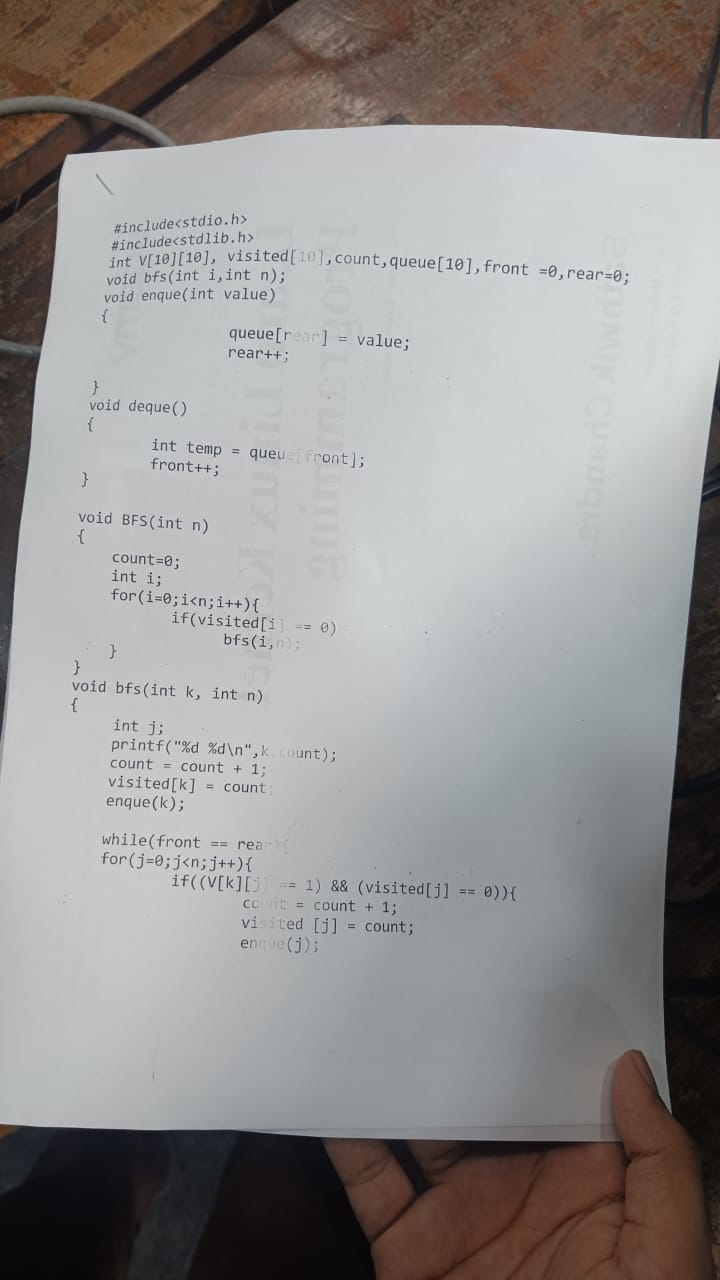 #include<stdio.h>
#include<stdlib.h>
int V[10][10], visited[10],count,queue[10],front =0,rear=0;
void bfs(int i,int n);
void enque(int value)
{
queue[rear] = value;
rear++;
}
void deque()
{
int temp = queue[front];
front++;
}
void BFS(int n)
{
count=0;
int i;
for(i=0;i<n;i++){
if(visited[i] == 0)
bfs(i,n);
}
}
void bfs(int k, int n)
{
int j;
printf("%d %d\n",k,count);
count = count + 1;
visited[k] = count;
enque(k);
while(front == rear){
for(j=0;j<n;j++){
if((V[k][j] == 1) && (visited[j] == 0)){
count = count + 1;
visited [j] = count;
enque(j);